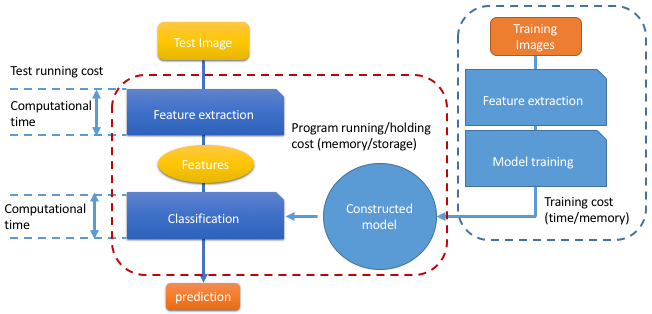 Test Image
Training
Images
Test running cost
Computational
time
Feature extraction
Feature extraction
Program running/holding
cost (memory/storage)
Features
Model training
Computational
time
Classification
Constructed
model
Training cost
(time/memory)
prediction